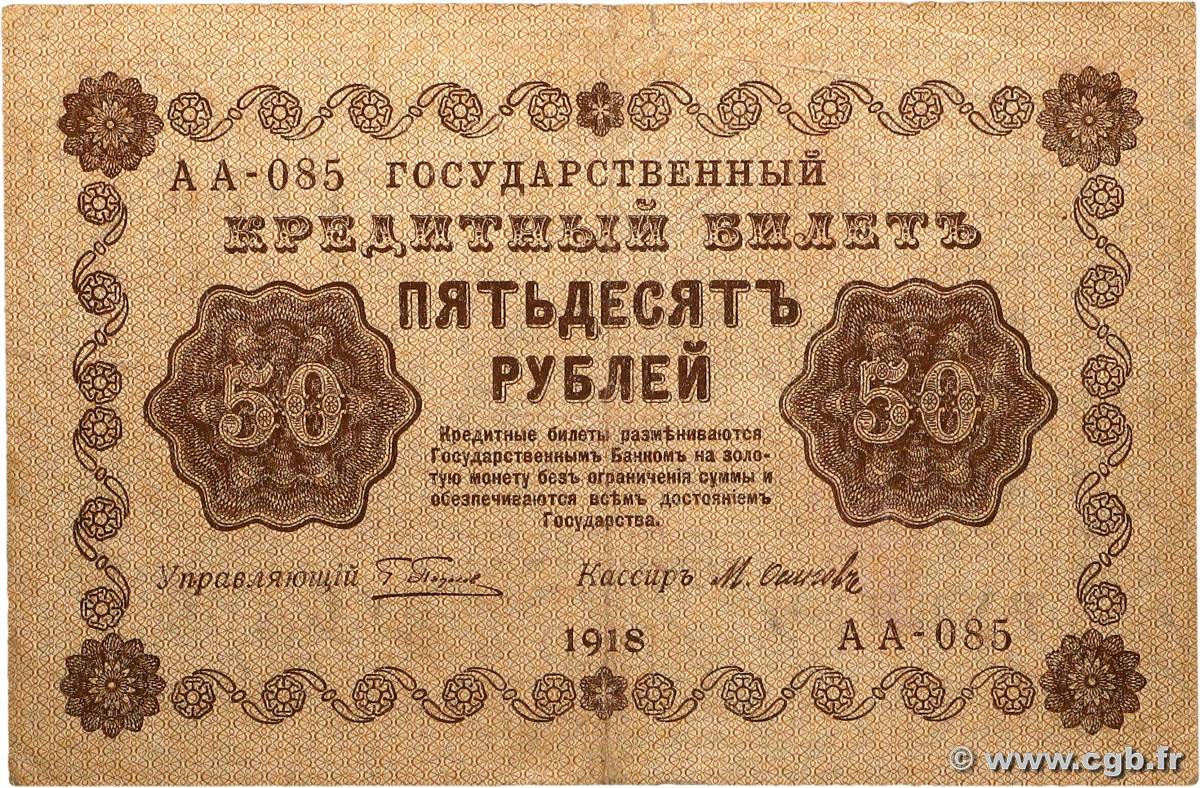 АА-085 ГОСУДАРСТВЕННЫЙ
КРЕДИТНЫЙ БИЛЕТЪ
ПЯТЬДЕСЯТЪ
РУБЛЕЙ
50
50
Кредитные билеты размѣниваются
Государственнымъ Банкомъ на золо-
тую монету безъ ограниченія суммы и
обезпечиваются всѣмъ достояніемъ
Государства.
Управляющій
Кассиръ М. Осиповъ
1918
АА-085
© www.cgb.fr